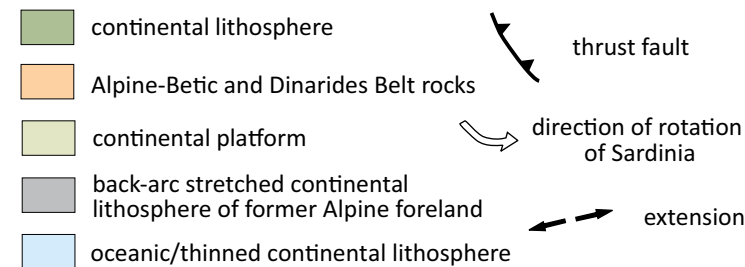 continental lithosphere
Alpine-Betic and Dinarides Belt rocks
continental platform
back-arc stretched continental
lithosphere of former Alpine foreland
oceanic/thinned continental lithosphere
thrust fault
direction of rotation
of Sardinia
extension